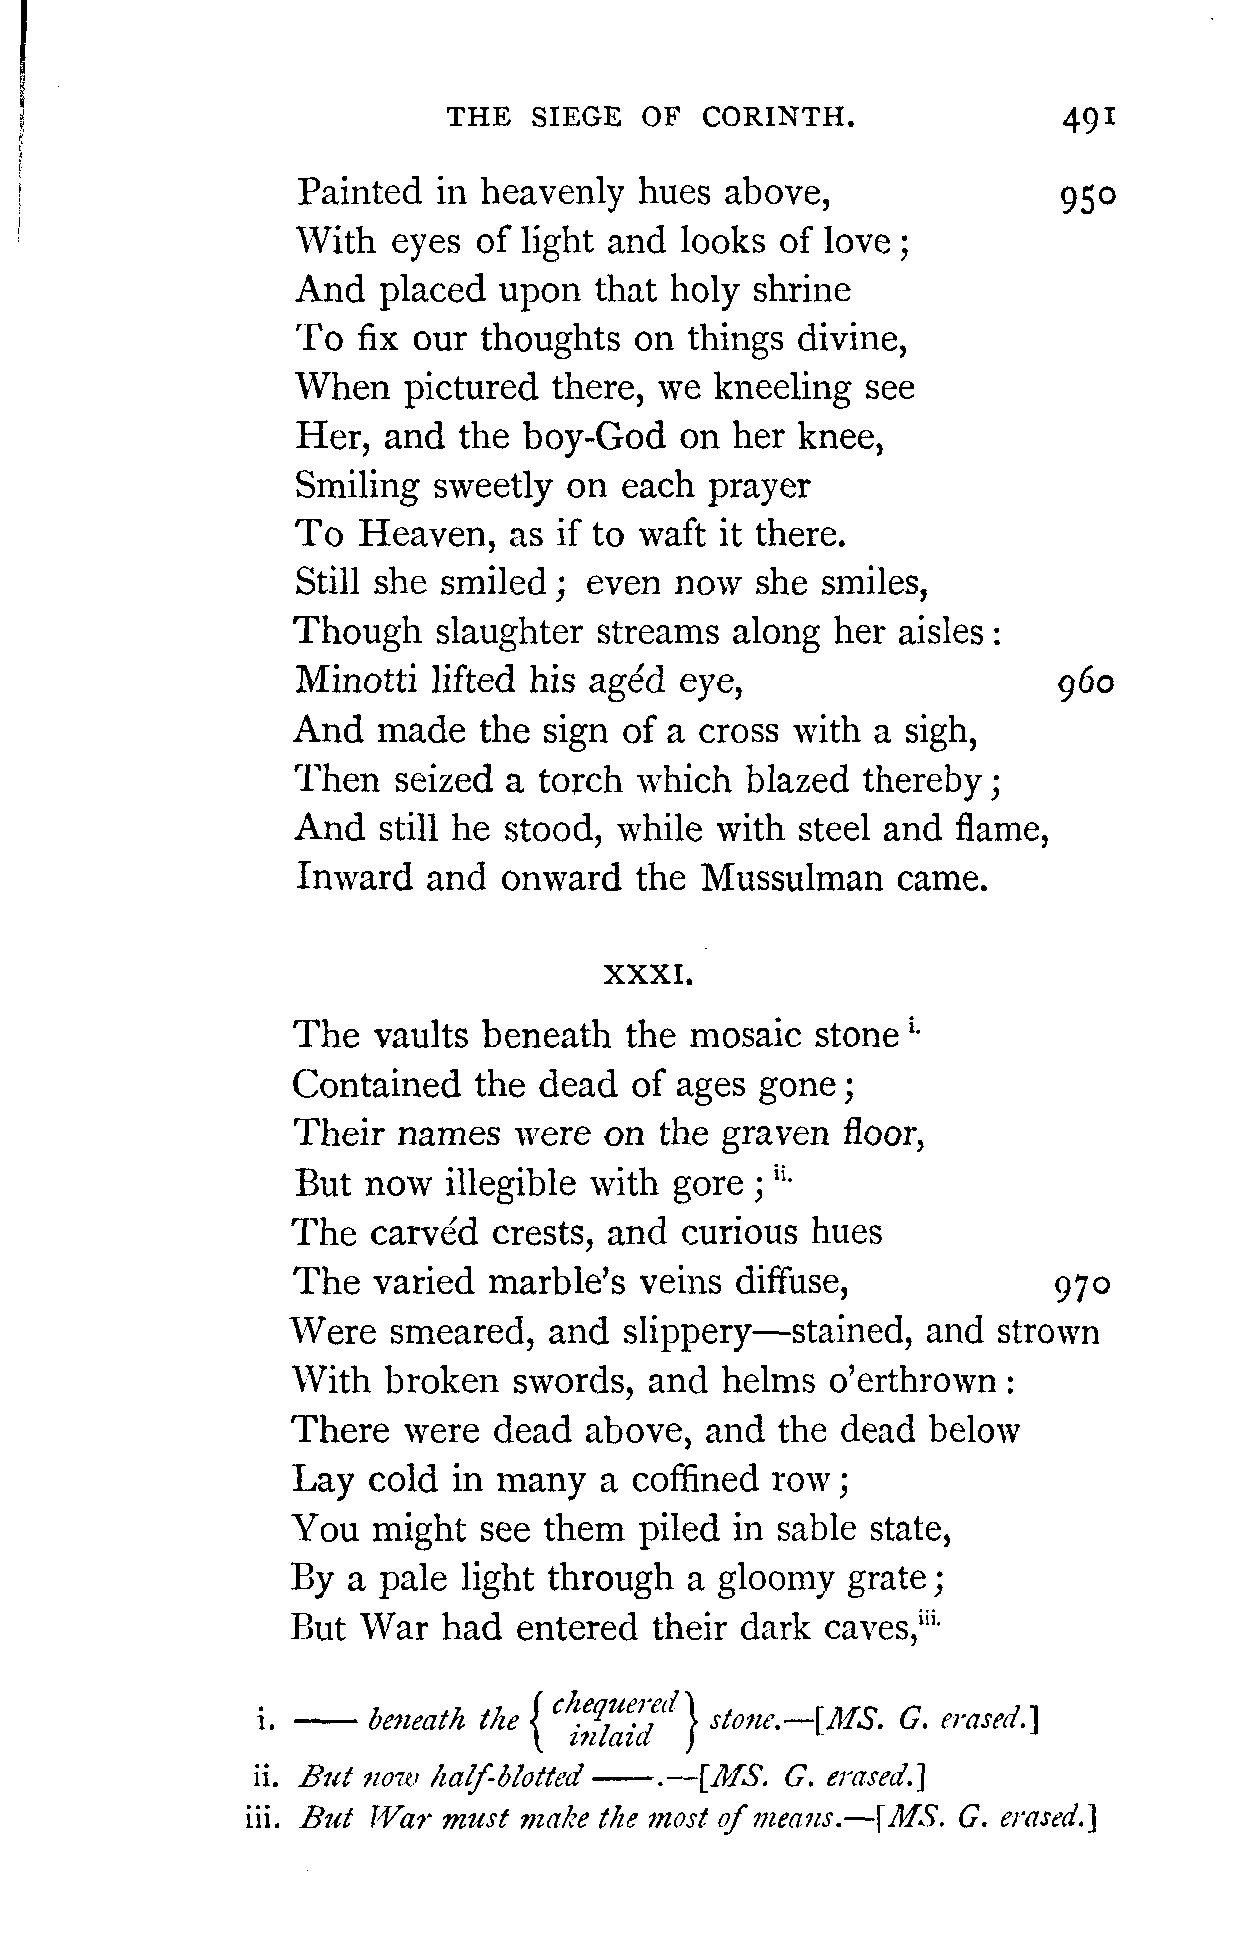 THE SIEGE OF CORINTH. 491
Painted in heavenly hues above, 950
With eyes of light and looks of love ;
And placed upon that holy shrine
To fix our thoughts on things divine,
When pictured there, we kneeling see
Her, and the boy-God on her knee,
Smiling sweetly on each prayer
To Heaven, as if to waft it there.
Still she smiled ; even now she smiles,
Though slaughter streams along her aisles :
Minotti lifted his agéd eye, 960
And made the sign of a cross with a sigh,
Then seized a torch which blazed thereby ;
And still he stood, while with steel and flame,
Inward and onward the Mussulman came.
XXXI.
The vaults beneath the mosaic stone i.
Contained the dead of ages gone ;
Their names were on the graven floor,
But now illegible with gore ; ii.
The carvéd crests, and curious hues
The varied marble's veins diffuse, 970
Were smeared, and slippery—stained, and strown
With broken swords, and helms o'erthrown :
There were dead above, and the dead below
Lay cold in many a coffined row ;
You might see them piled in sable state,
By a pale light through a gloomy grate ;
But War had entered their dark caves, iii.
i. —— beneath the { chequered / inlaid } stone.—[MS. G. erased.]
ii. But now half-blotted ——.—[MS. G. erased.]
iii. But War must make the most of means.—[MS. G. erased.]